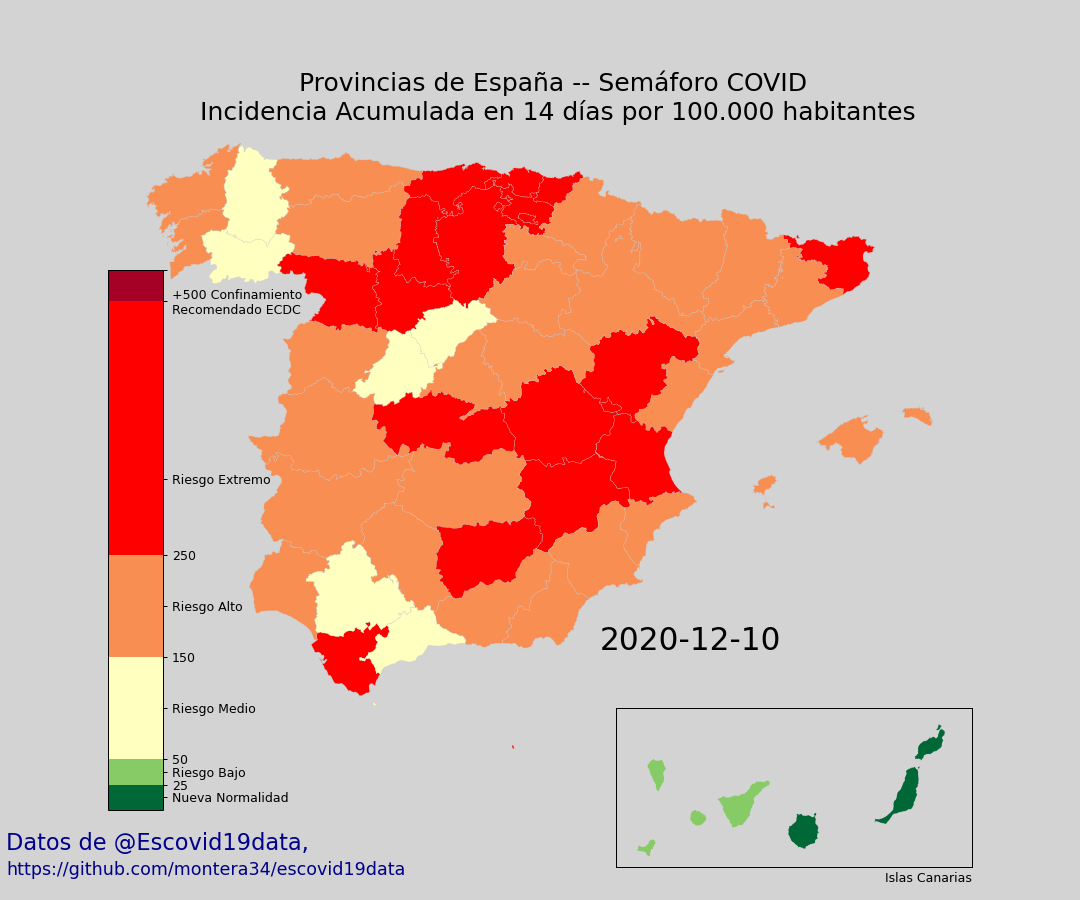 Provincias de España -- Semáforo COVID
Incidencia Acumulada en 14 días por 100.000 habitantes
+500 Confinamiento
Recomendado ECDC
Riesgo Extremo
250
Riesgo Alto
150
Riesgo Medio
50
Riesgo Bajo
25
Nueva Normalidad
2020-12-10
Islas Canarias
Datos de @Escovid19data,
https://github.com/montera34/escovid19data